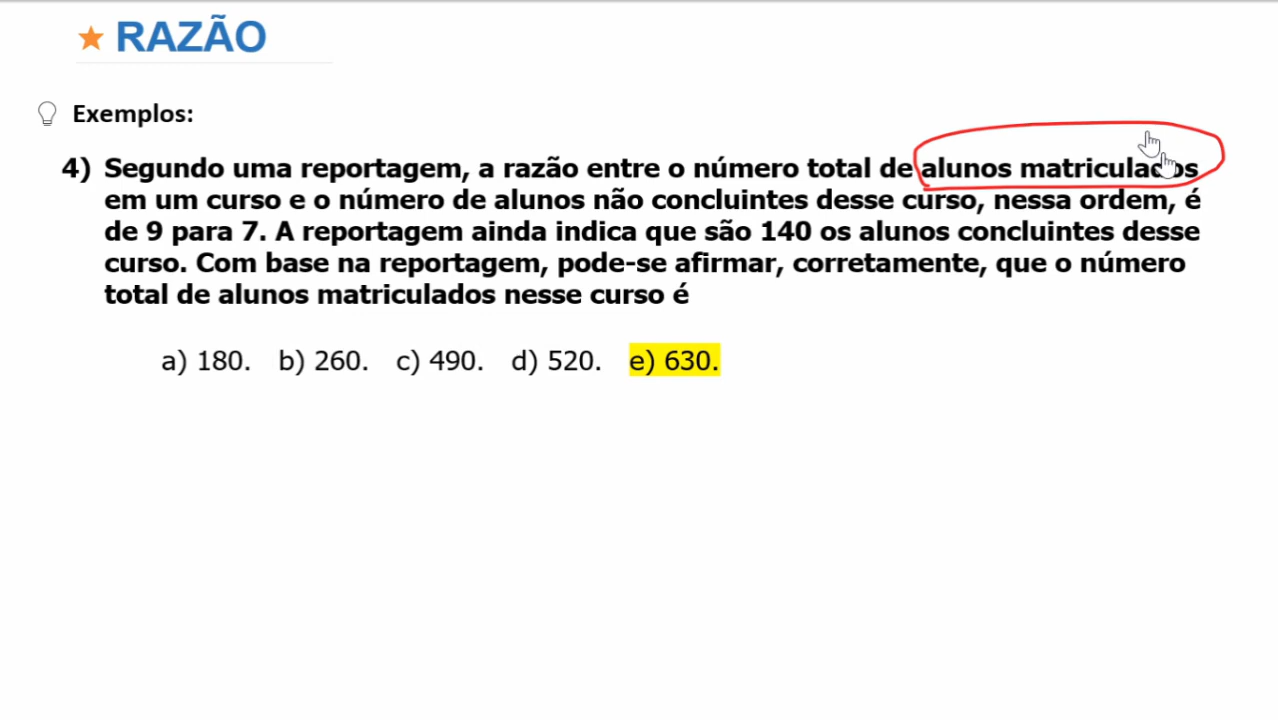 RAZÃO
Exemplos:
4) Segundo uma reportagem, a razão entre o número total de alunos matriculados
em um curso e o número de alunos não concluintes desse curso, nessa ordem, é
de 9 para 7. A reportagem ainda indica que são 140 os alunos concluintes desse
curso. Com base na reportagem, pode-se afirmar, corretamente, que o número
total de alunos matriculados nesse curso é
a) 180. b) 260. c) 490. d) 520. e) 630.